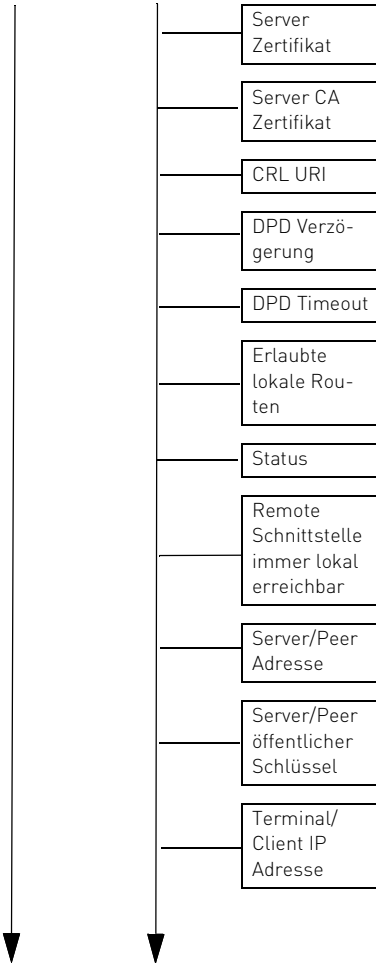 Server
Zertifikat
Server CA
Zertifikat
CRL URI
DPD Verzö-
gerung
DPD Timeout
Erlaubte
lokale Rou-
ten
Status
Remote
Schnittstelle
immer lokal
erreichbar
Server/Peer
Adresse
Server/Peer
öffentlicher
Schlüssel
Terminal/
Client IP
Adresse